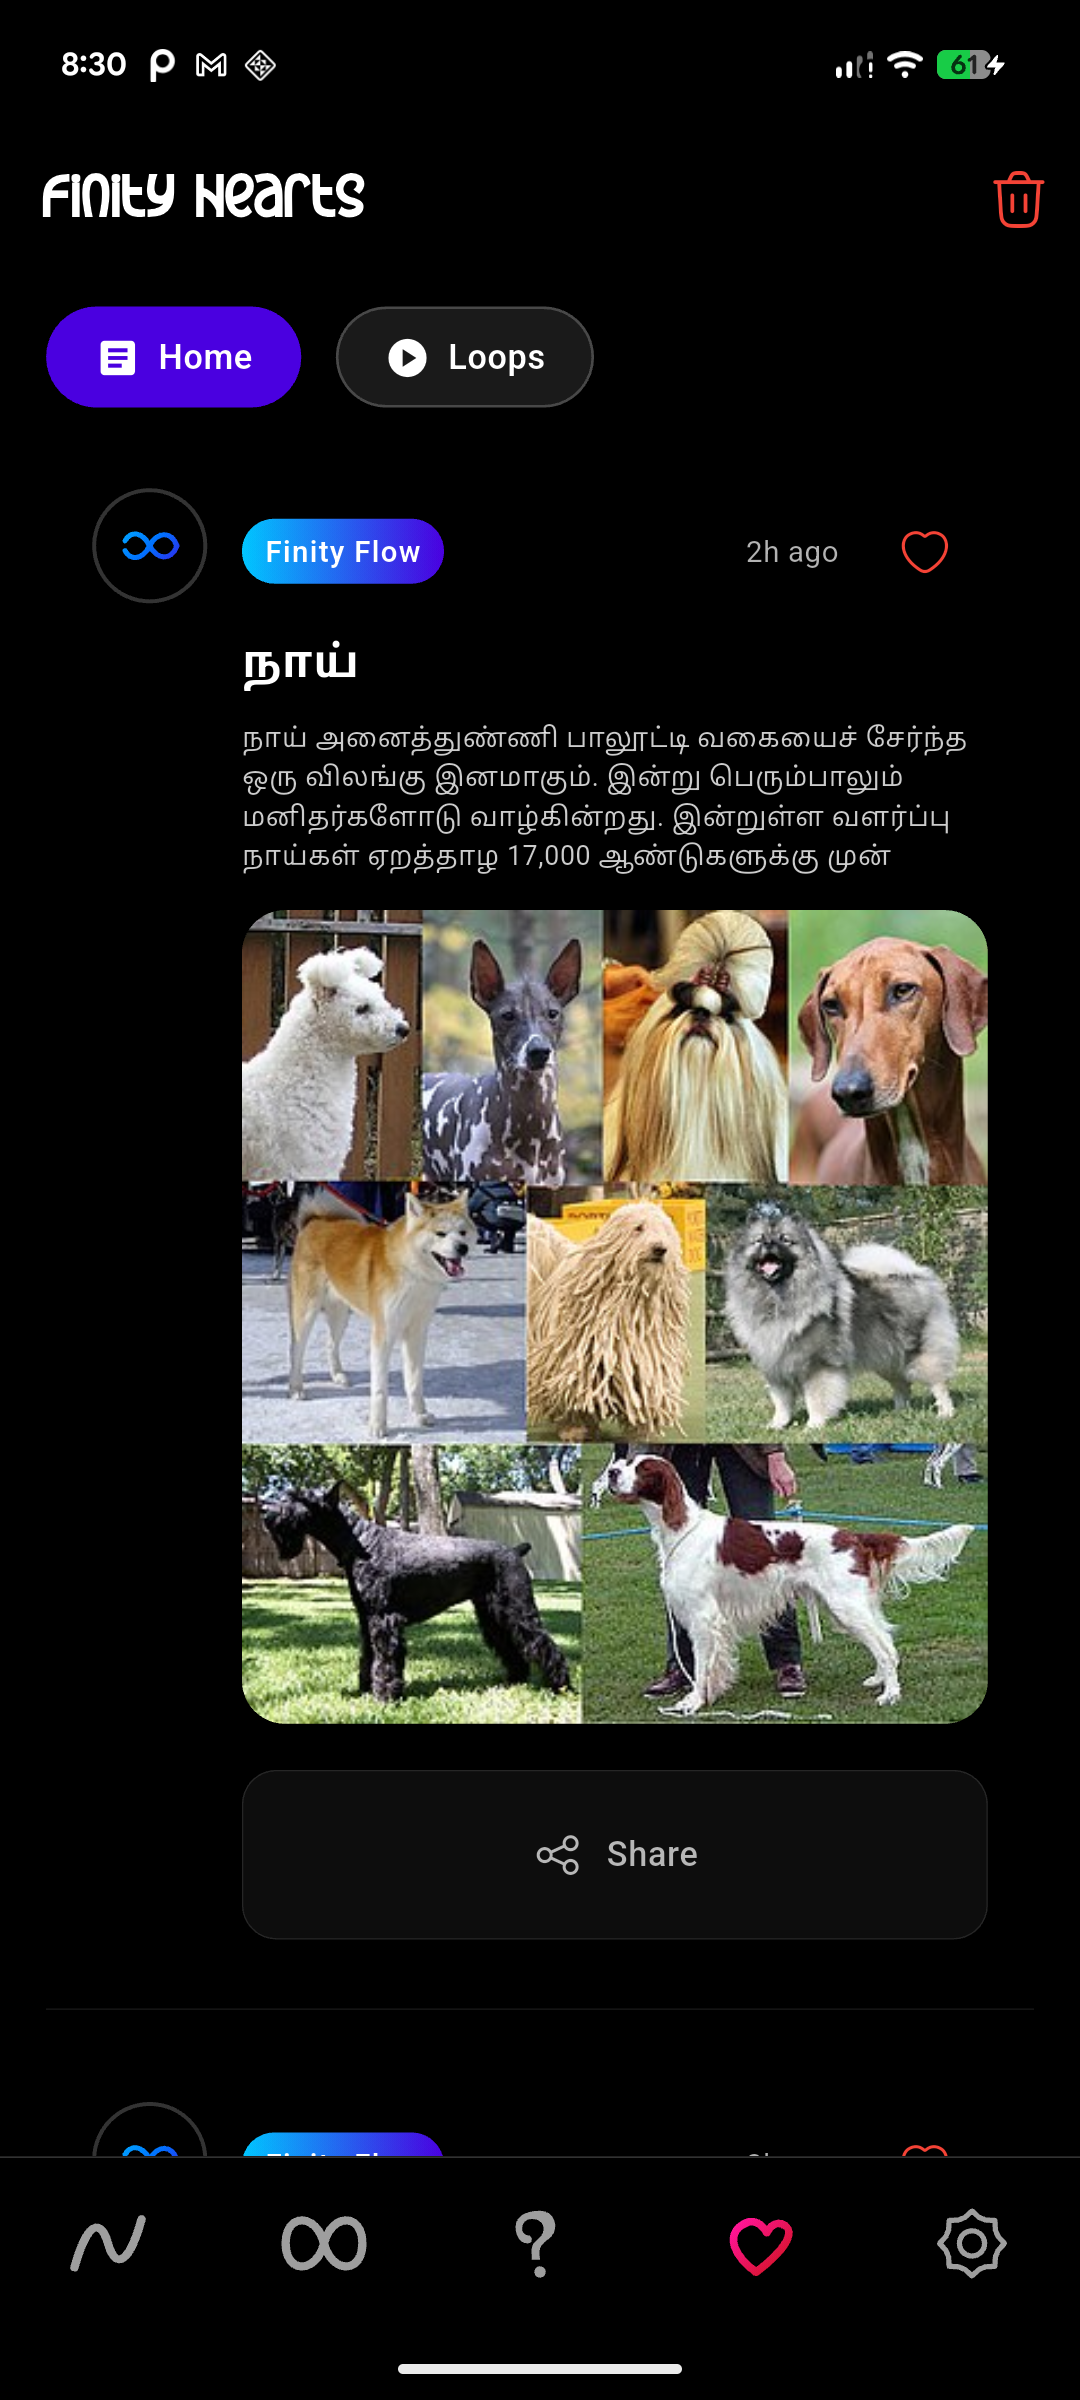 8:30
61
Finity Hearts
Home
Loops
Finity Flow
2h ago
நாய்
நாய் அனைத்துண்ணி பாலூட்டி வகையைச் சேர்ந்த
ஒரு விலங்கு இனமாகும். இன்று பெரும்பாலும்
மனிதர்களோடு வாழ்கின்றது. இன்றுள்ள வளர்ப்பு
நாய்கள் ஏறத்தாழ 17,000 ஆண்டுகளுக்கு முன்
Share